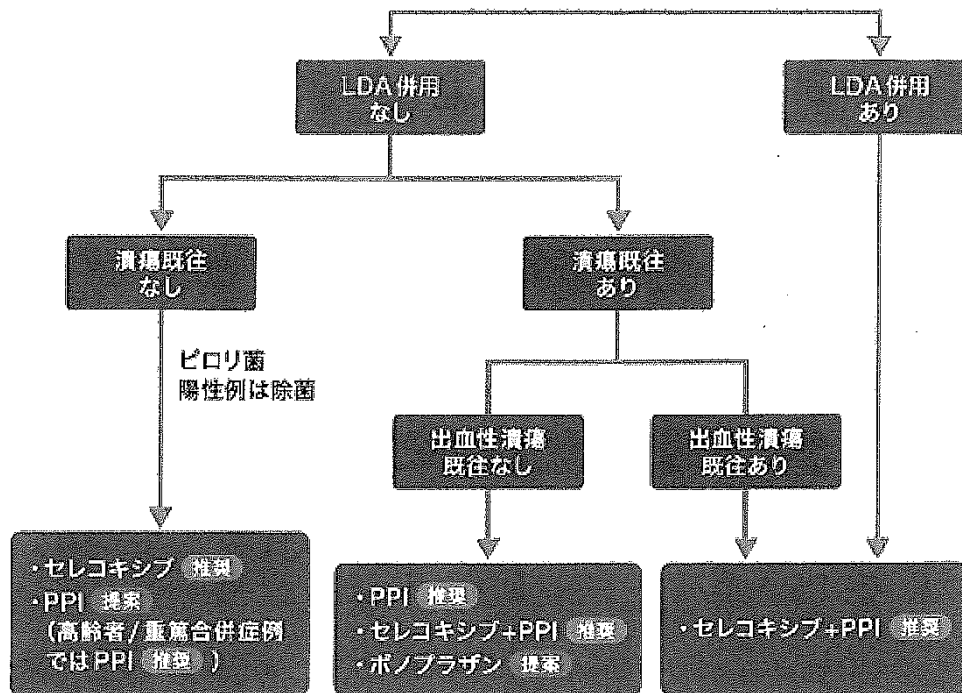 LDA併用
なし
LDA併用
あり
潰瘍既往
なし
潰瘍既往
あり
ピロリ菌
陽性例は除菌
出血性潰瘍
既往なし
出血性潰瘍
既往あり
・セレコキシブ 推奨
・PPI 提案
(高齢者/重篤合併症例
ではPPI 推奨 )
・PPI 推奨
・セレコキシブ+PPI 推奨
・ボノプラザン 提案
・セレコキシブ+PPI 推奨